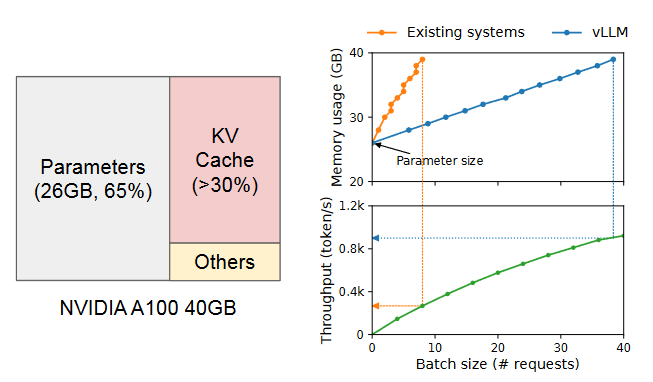 Parameters
(26GB, 65%)
KV
Cache
(>30%)
Others
NVIDIA A100 40GB
Existing systems
vLLM
Memory usage (GB)
40
30
20
Parameter size
Throughput (token/s)
1.2k
0.8k
0.4k
0
0
10
20
30
40
Batch size (# requests)